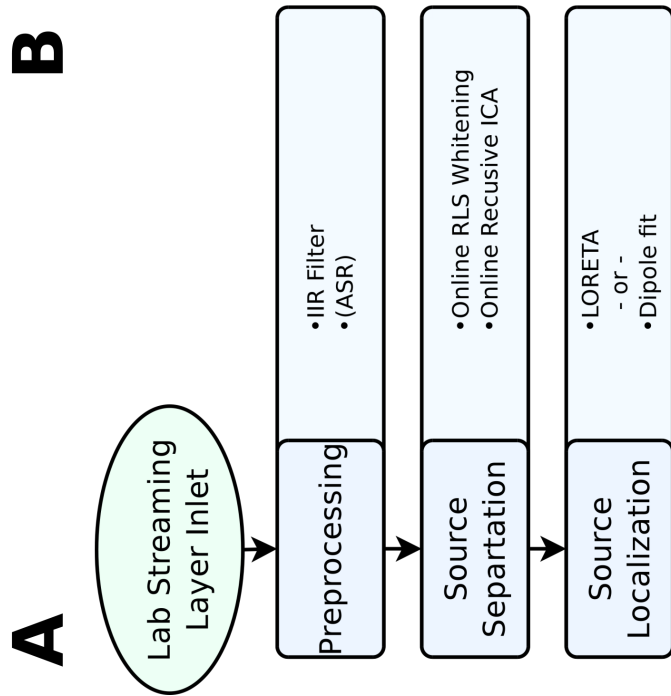 A
B
Lab Streaming
Layer Inlet
Preprocessing
•IIR Filter
•(ASR)
Source
Separtation
•Online RLS Whitening
•Online Recusive ICA
Source
Localization
•LORETA
- or -
•Dipole fit